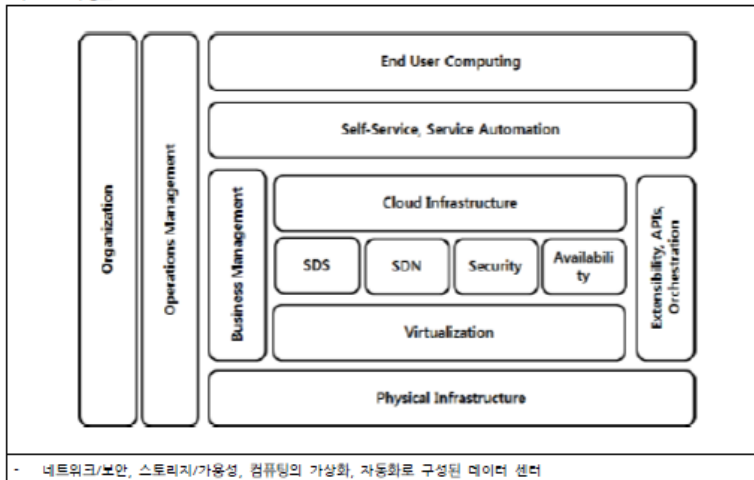 End User Computing
Self-Service, Service Automation
Organization
Operations Management
Business Management
Cloud Infrastructure
SDS
SDN
Security
Availabili
ty
Virtualization
Extensibility, APIs,
Orchestration
Physical Infrastructure
- 네트워크/보안, 스토리지/가용성, 컴퓨팅의 가상화, 자동화로 구성된 데이터 센터